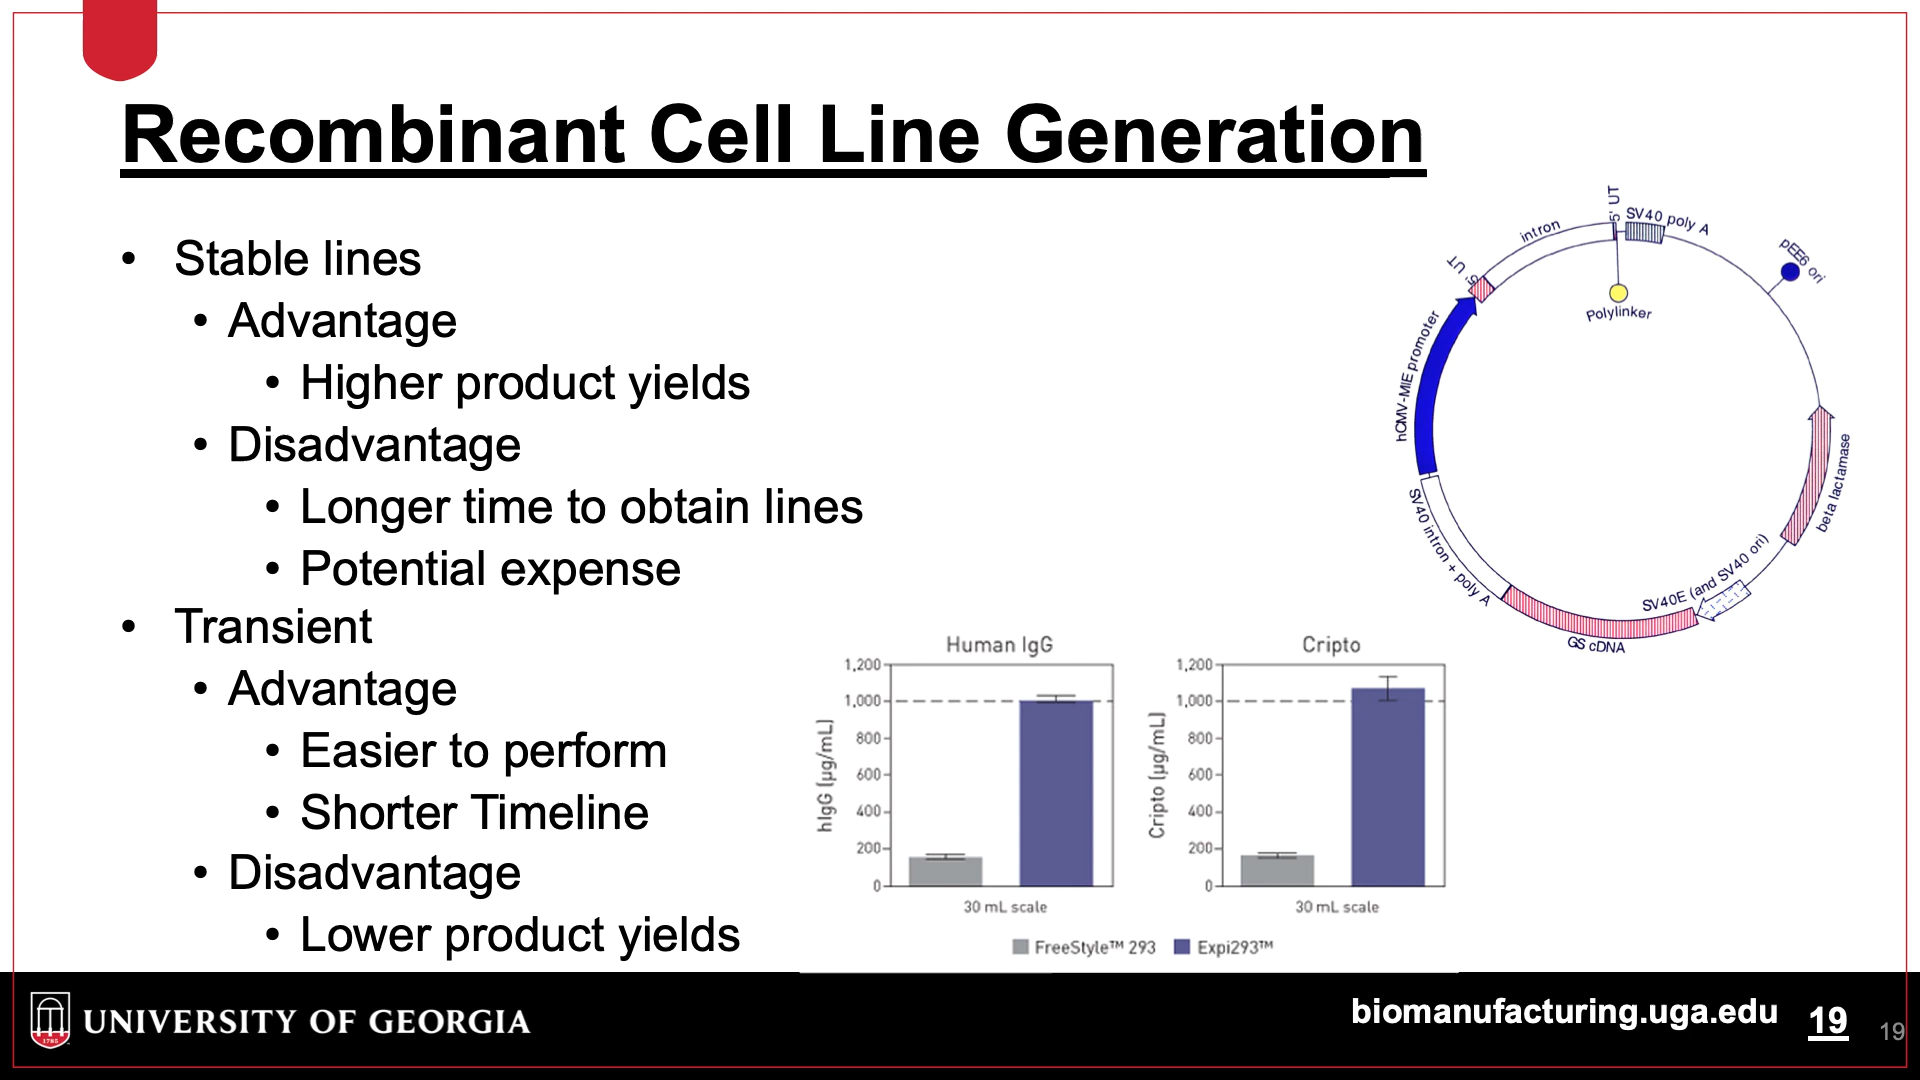 Recombinant Cell Line Generation
• Stable lines
• Advantage
• Higher product yields
• Disadvantage
• Longer time to obtain lines
• Potential expense
• Transient
• Advantage
• Easier to perform
• Shorter Timeline
• Disadvantage
• Lower product yields
5' UT
SV40 poly A
intron
pEE6 ori
5' UT
Polylinker
hCMV-MIE promoter
beta lactamase
SV40 intron + poly A
SV40E (and SV40 ori)
GS cDNA
Human IgG
1,200
1,000
800
600
400
200
0
hIgG (µg/mL)
30 mL scale
Cripto
1,200
1,000
800
600
400
200
0
Cripto (µg/mL)
30 mL scale
FreeStyle™ 293
Expi293™
1785
UNIVERSITY OF GEORGIA
biomanufacturing.uga.edu
19
19